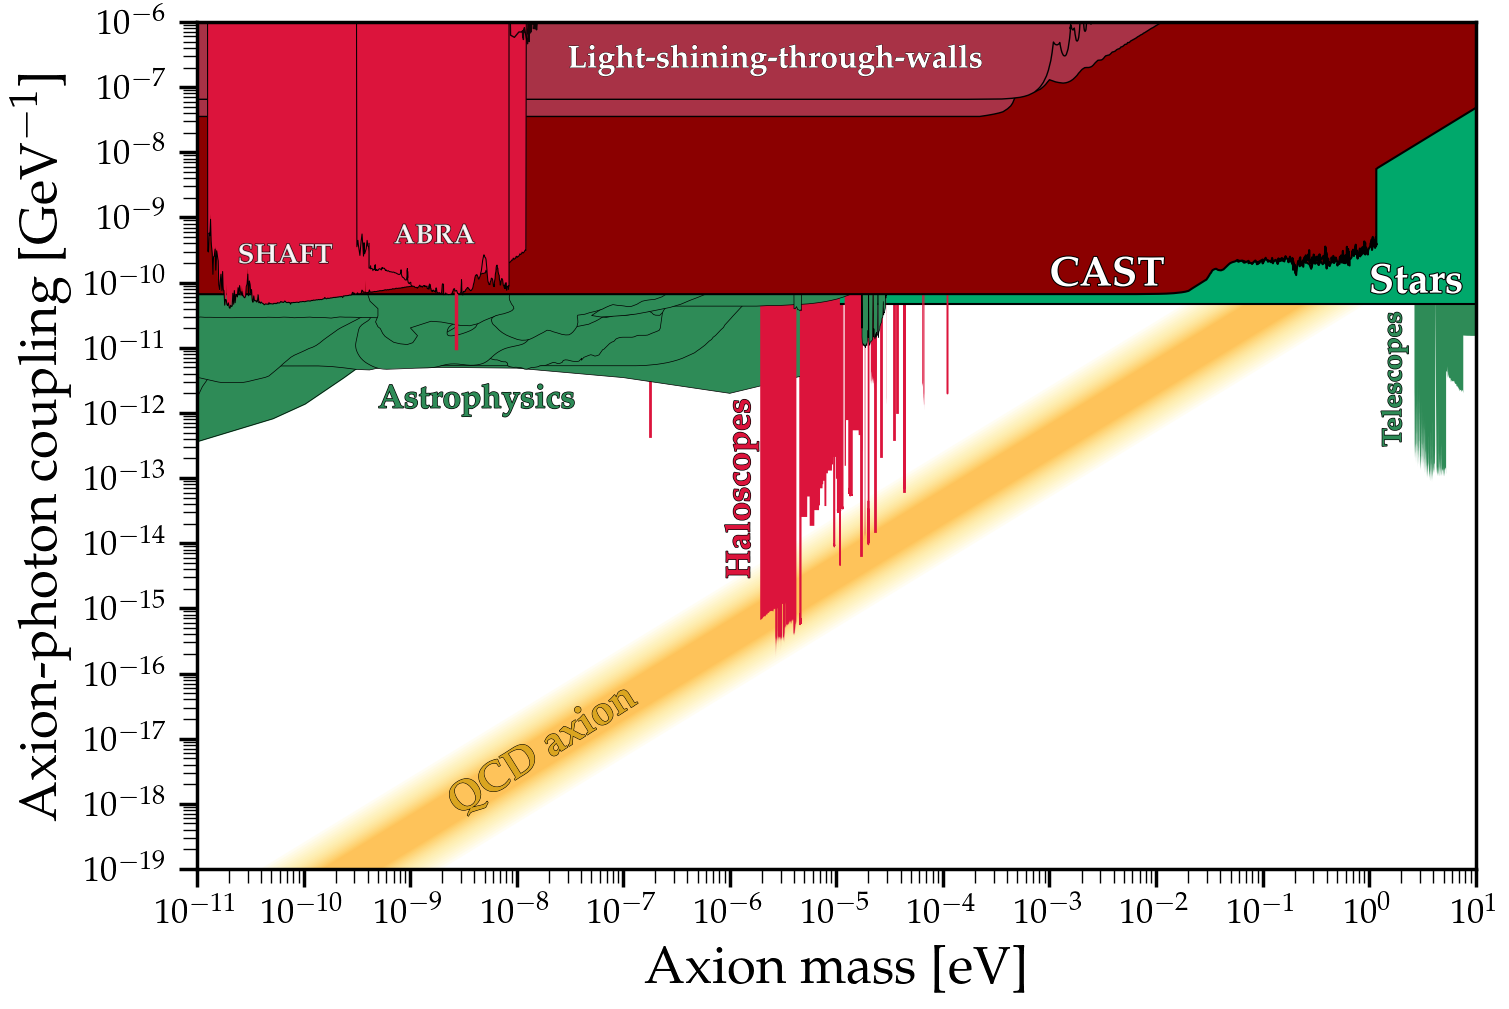 Axion-photon coupling [GeV⁻¹]
10⁻⁶
10⁻⁷
10⁻⁸
10⁻⁹
10⁻¹⁰
10⁻¹¹
10⁻¹²
10⁻¹³
10⁻¹⁴
10⁻¹⁵
10⁻¹⁶
10⁻¹⁷
10⁻¹⁸
10⁻¹⁹
Light-shining-through-walls
SHAFT
ABRA
CAST
Stars
Astrophysics
Haloscopes
Telescopes
QCD axion
10⁻¹¹ 10⁻¹⁰ 10⁻⁹ 10⁻⁸ 10⁻⁷ 10⁻⁶ 10⁻⁵ 10⁻⁴ 10⁻³ 10⁻² 10⁻¹ 10⁰ 10¹
Axion mass [eV]